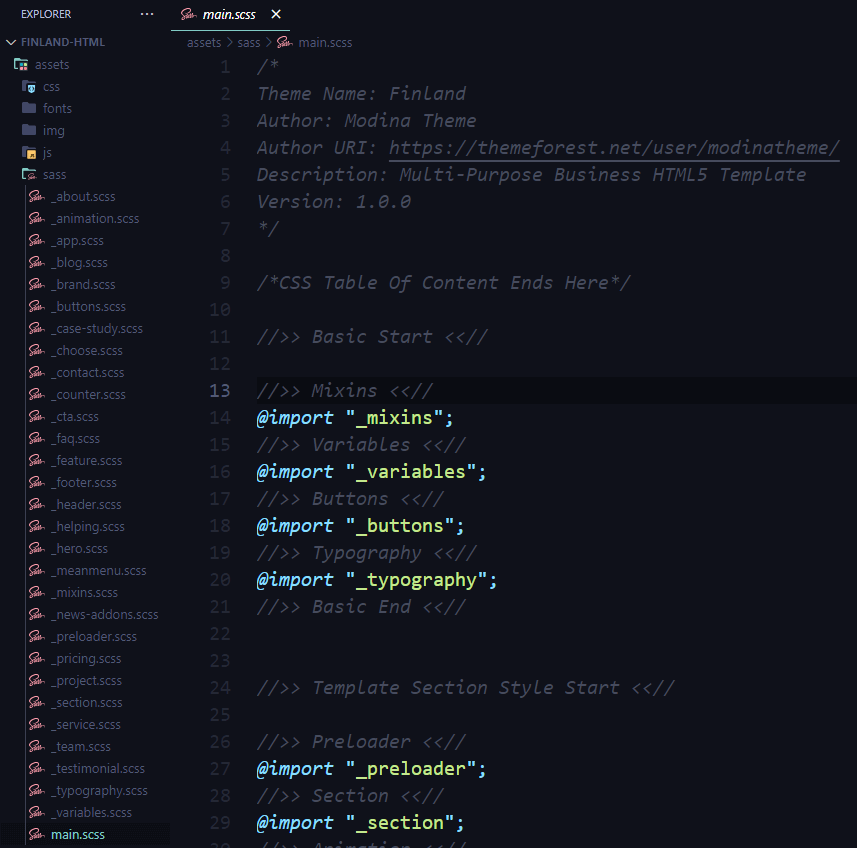 EXPLORER ...
FINLAND-HTML
assets
css
fonts
img
js
sass
_about.scss
_animation.scss
_app.scss
_blog.scss
_brand.scss
_buttons.scss
_case-study.scss
_choose.scss
_contact.scss
_counter.scss
_cta.scss
_faq.scss
_feature.scss
_footer.scss
_header.scss
_helping.scss
_hero.scss
_meanmenu.scss
_mixins.scss
_news-addons.scss
_preloader.scss
_pricing.scss
_project.scss
_section.scss
_service.scss
_team.scss
_testimonial.scss
_typography.scss
_variables.scss
main.scss
main.scss
assets > sass > main.scss
1 /*
2 Theme Name: Finland
3 Author: Modina Theme
4 Author URI: https://themeforest.net/user/modinatheme/
5 Description: Multi-Purpose Business HTML5 Template
6 Version: 1.0.0
7 */
8
9 /*CSS Table Of Content Ends Here*/
10
11 //>> Basic Start <<//
12
13 //>> Mixins <<//
14 @import "_mixins";
15 //>> Variables <<//
16 @import "_variables";
17 //>> Buttons <<//
18 @import "_buttons";
19 //>> Typography <<//
20 @import "_typography";
21 //>> Basic End <<//
22
23
24 //>> Template Section Style Start <<//
25
26 //>> Preloader <<//
27 @import "_preloader";
28 //>> Section <<//
29 @import "_section";
30 //>> Animation <<//